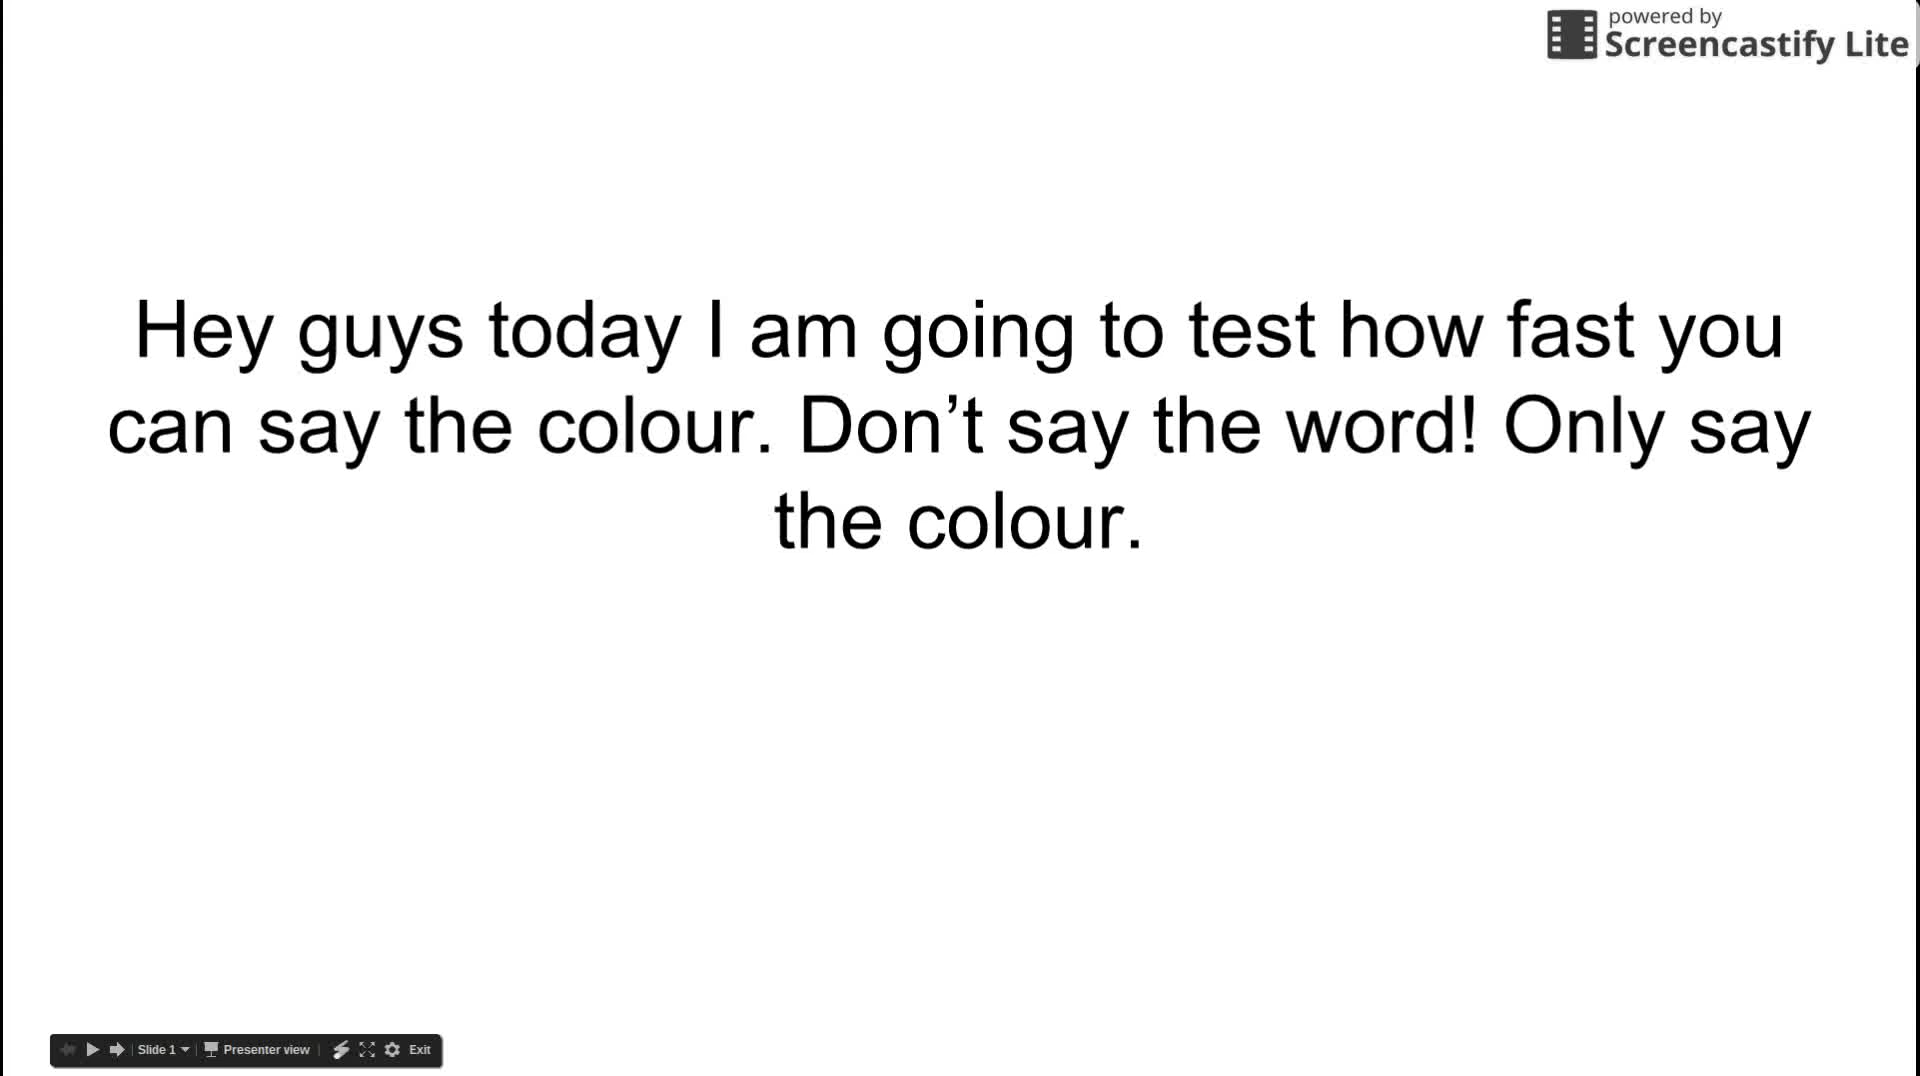 powered by
Screencastify Lite
Hey guys today I am going to test how fast you
can say the colour. Don’t say the word! Only say
the colour.
Slide 1 Presenter view Exit